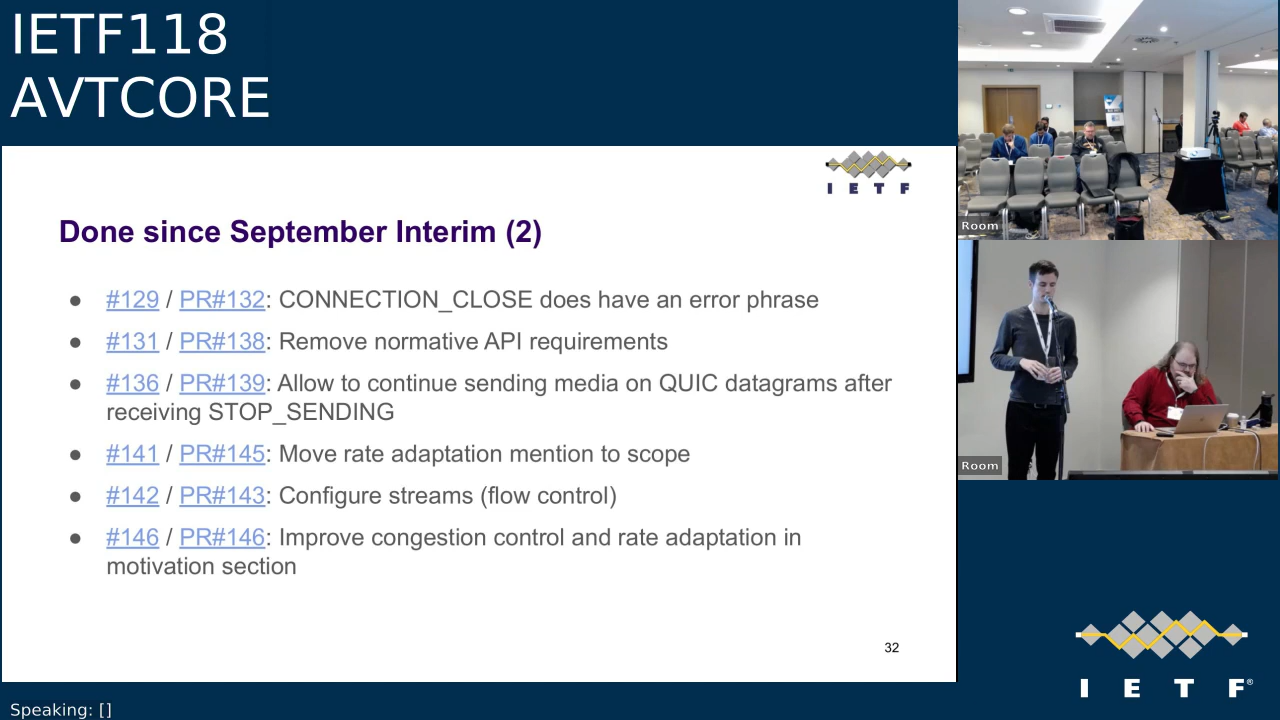 IETF118
AVTCORE
I E T F
Done since September Interim (2)
● #129 / PR#132: CONNECTION_CLOSE does have an error phrase
● #131 / PR#138: Remove normative API requirements
● #136 / PR#139: Allow to continue sending media on QUIC datagrams after
receiving STOP_SENDING
● #141 / PR#145: Move rate adaptation mention to scope
● #142 / PR#143: Configure streams (flow control)
● #146 / PR#146: Improve congestion control and rate adaptation in
motivation section
32
Room
Room
I E T F®
Speaking: []